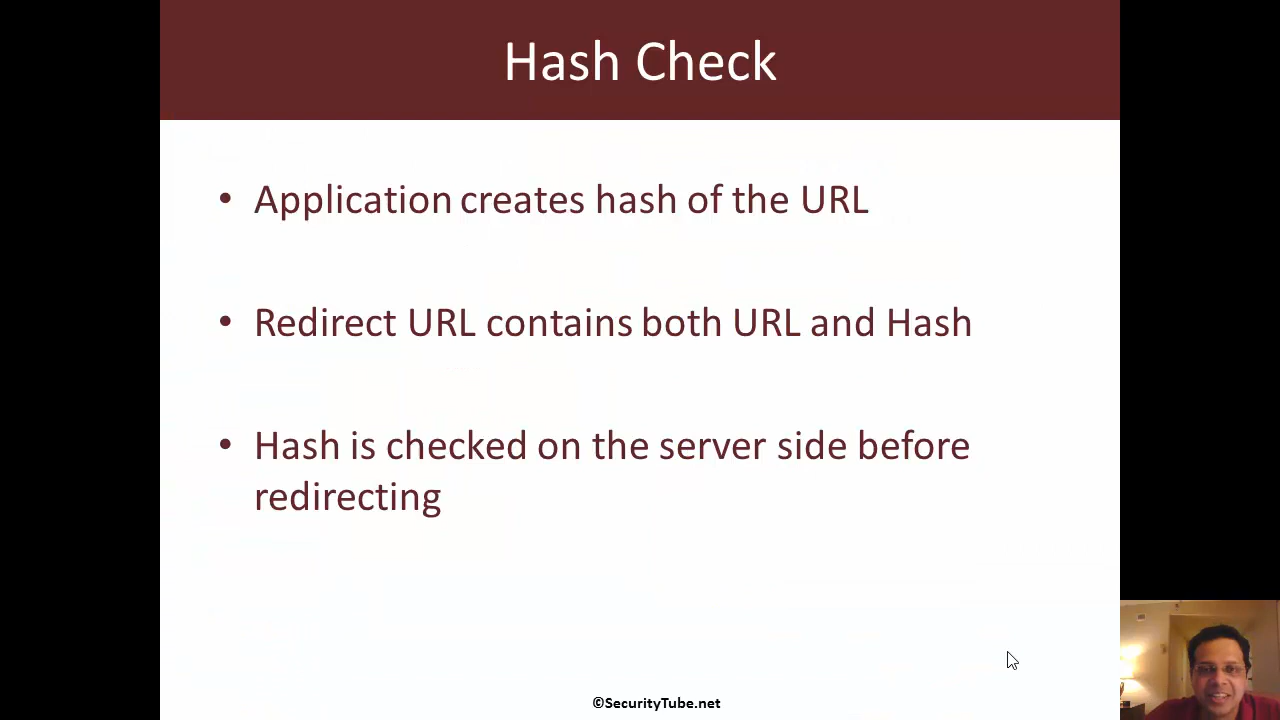 Hash Check
• Application creates hash of the URL
• Redirect URL contains both URL and Hash
• Hash is checked on the server side before
redirecting
©SecurityTube.net